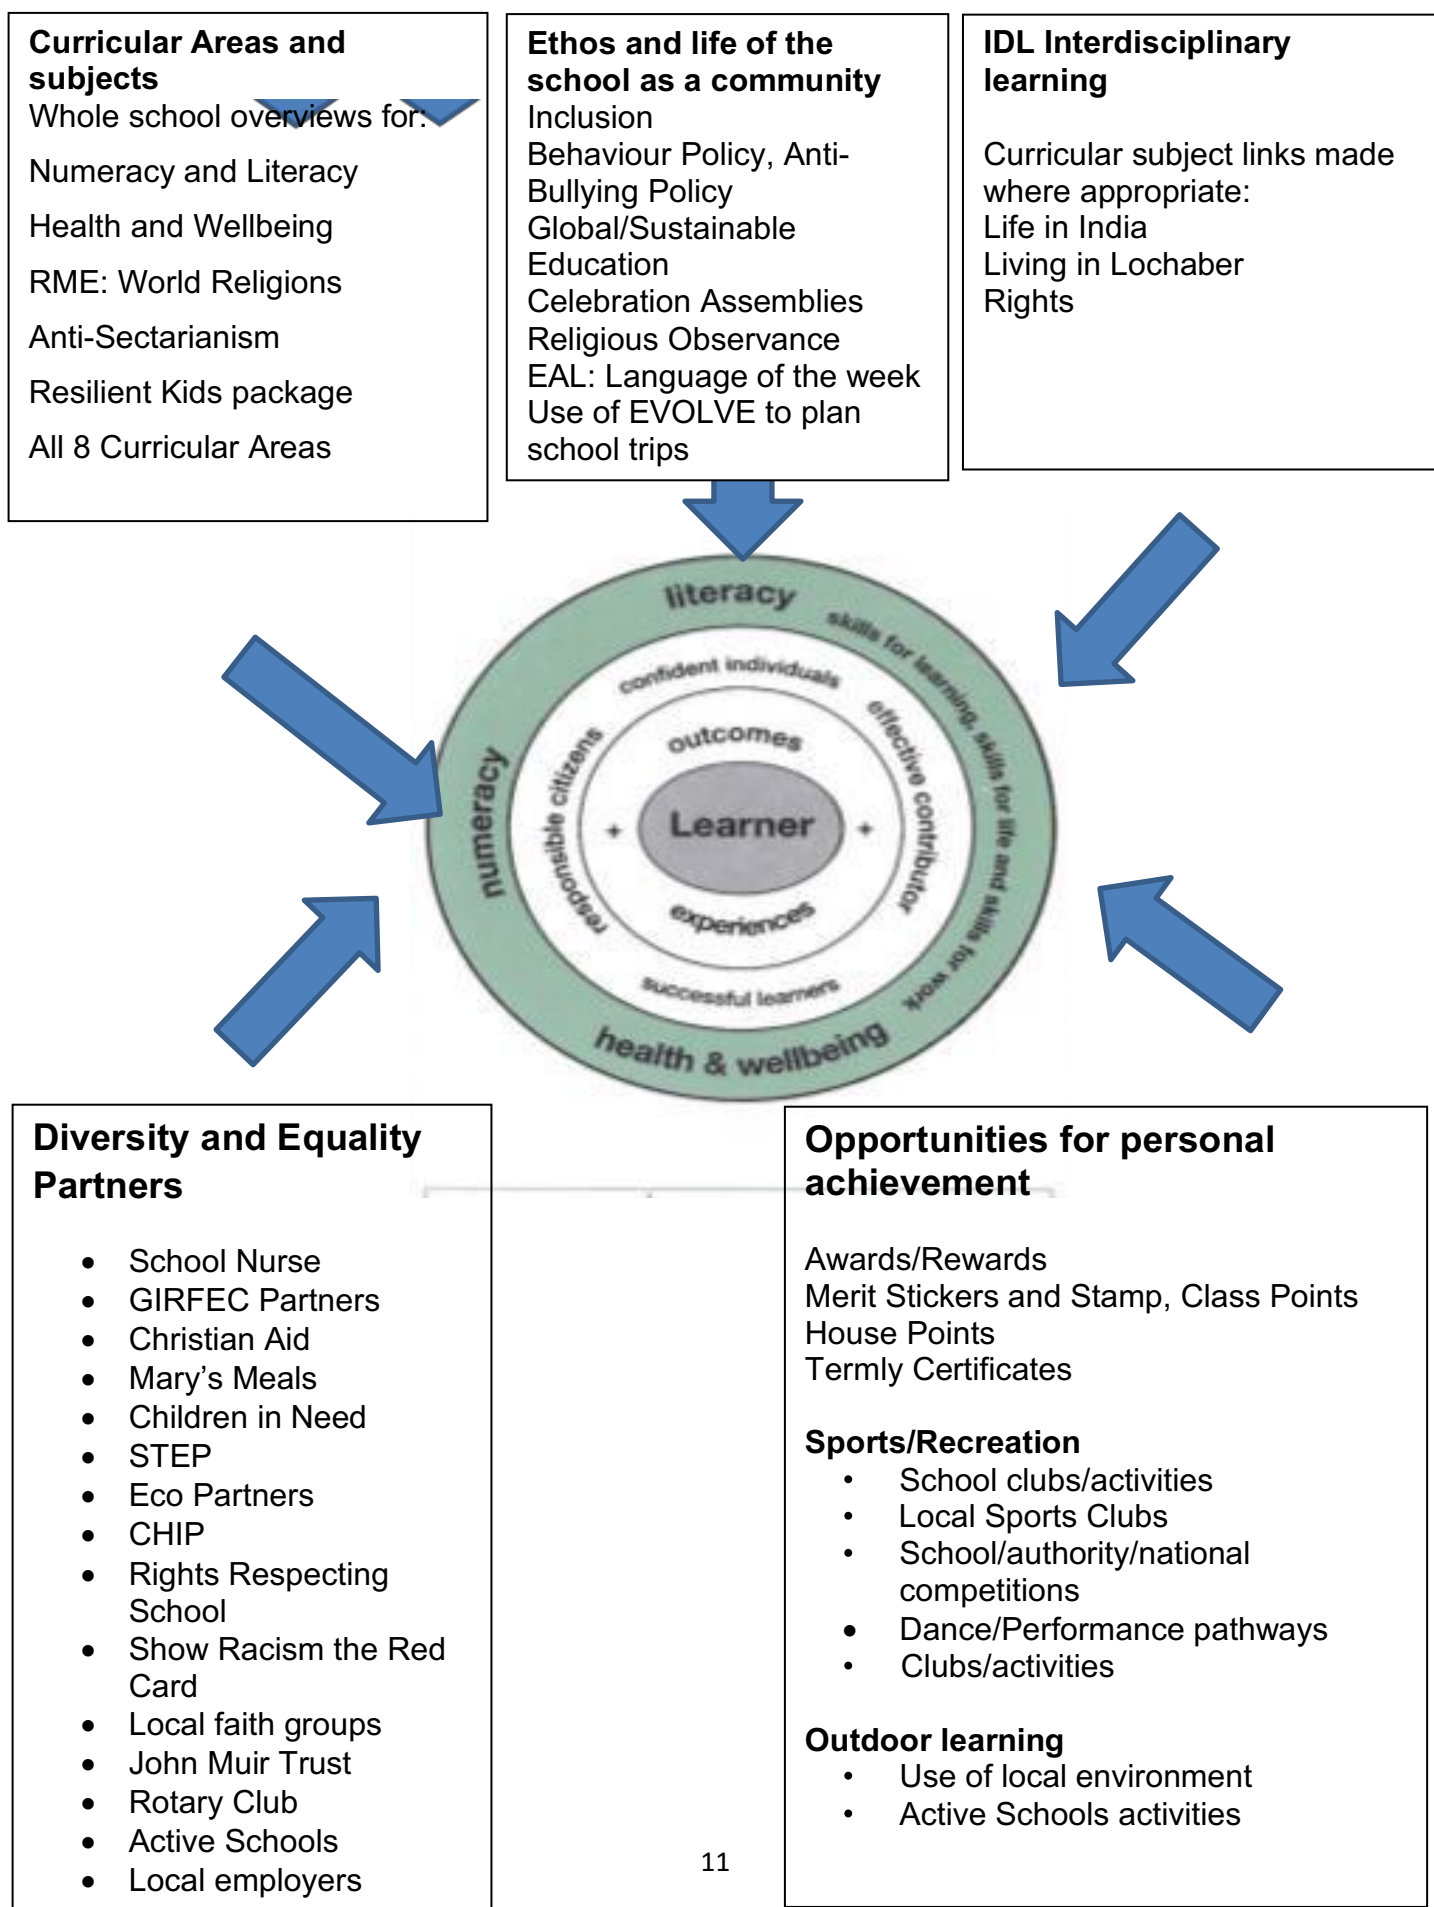 Curricular Areas and
subjects
Whole school overviews for:
Numeracy and Literacy
Health and Wellbeing
RME: World Religions
Anti-Sectarianism
Resilient Kids package
All 8 Curricular Areas
Ethos and life of the
school as a community
Inclusion
Behaviour Policy, Anti-
Bullying Policy
Global/Sustainable
Education
Celebration Assemblies
Religious Observance
EAL: Language of the week
Use of EVOLVE to plan
school trips
IDL Interdisciplinary
learning
Curricular subject links made
where appropriate:
Life in India
Living in Lochaber
Rights
literacy
skills for learning, skills for life and skills for work
confident individuals
effective contributor
outcomes
responsible citizens
numeracy
+
Learner
+
experiences
successful learners
health & wellbeing
Diversity and Equality
Partners
• School Nurse
• GIRFEC Partners
• Christian Aid
• Mary’s Meals
• Children in Need
• STEP
• Eco Partners
• CHIP
• Rights Respecting
School
• Show Racism the Red
Card
• Local faith groups
• John Muir Trust
• Rotary Club
• Active Schools
• Local employers
Opportunities for personal
achievement
Awards/Rewards
Merit Stickers and Stamp, Class Points
House Points
Termly Certificates
Sports/Recreation
• School clubs/activities
• Local Sports Clubs
• School/authority/national
competitions
• Dance/Performance pathways
• Clubs/activities
Outdoor learning
• Use of local environment
• Active Schools activities
11